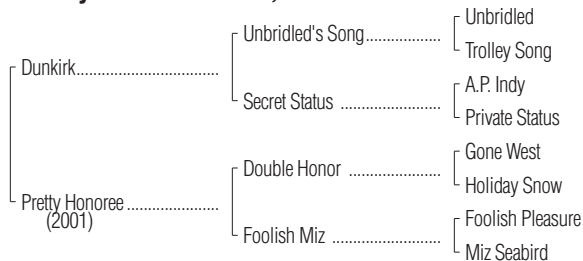 Unbridled
Unbridled's Song..................
Trolley Song
Dunkirk..................................
A.P. Indy
Secret Status ........................
Private Status
Gone West
Double Honor ......................
Holiday Snow
Pretty Honoree ......................
(2001)
Foolish Pleasure
Foolish Miz ..........................
Miz Seabird